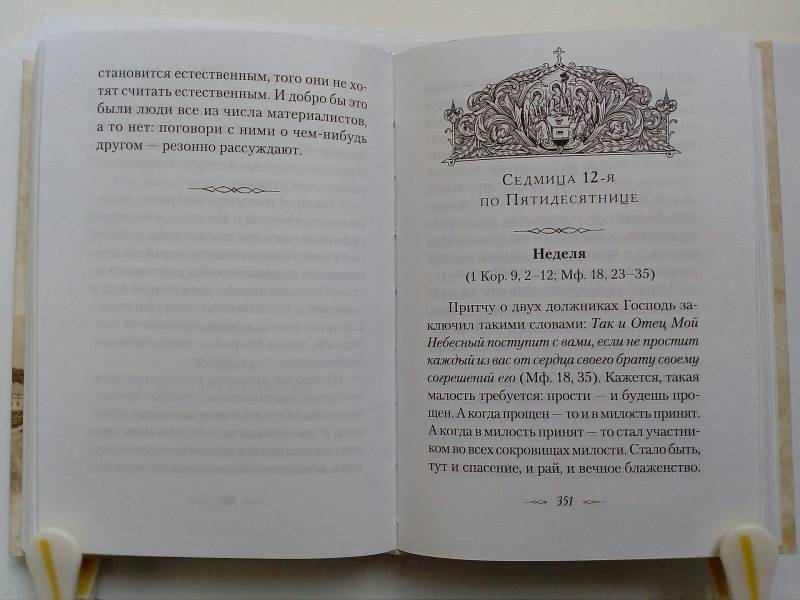 становится естественным, того они не хо-
тят считать естественным. И добро бы это
были люди все из числа материалистов,
а то нет: поговори с ними о чем-нибудь
другом — резонно рассуждают.
Седмица 12-я
по Пятидесятнице
Неделя
(1 Кор. 9, 2–12; Мф. 18, 23–35)
Притчу о двух должниках Господь за-
ключил такими словами: Так и Отец Мой
Небесный поступит с вами, если не простит
каждый из вас от сердца своего брату своему
согрешений его (Мф. 18, 35). Кажется, такая
малость требуется: прости — и будешь про-
щен. А когда прощен — то и в милость принят.
А когда в милость принят — то стал участни-
ком во всех сокровищах милости. Стало быть,
тут и спасение, и рай, и вечное блаженство.
351